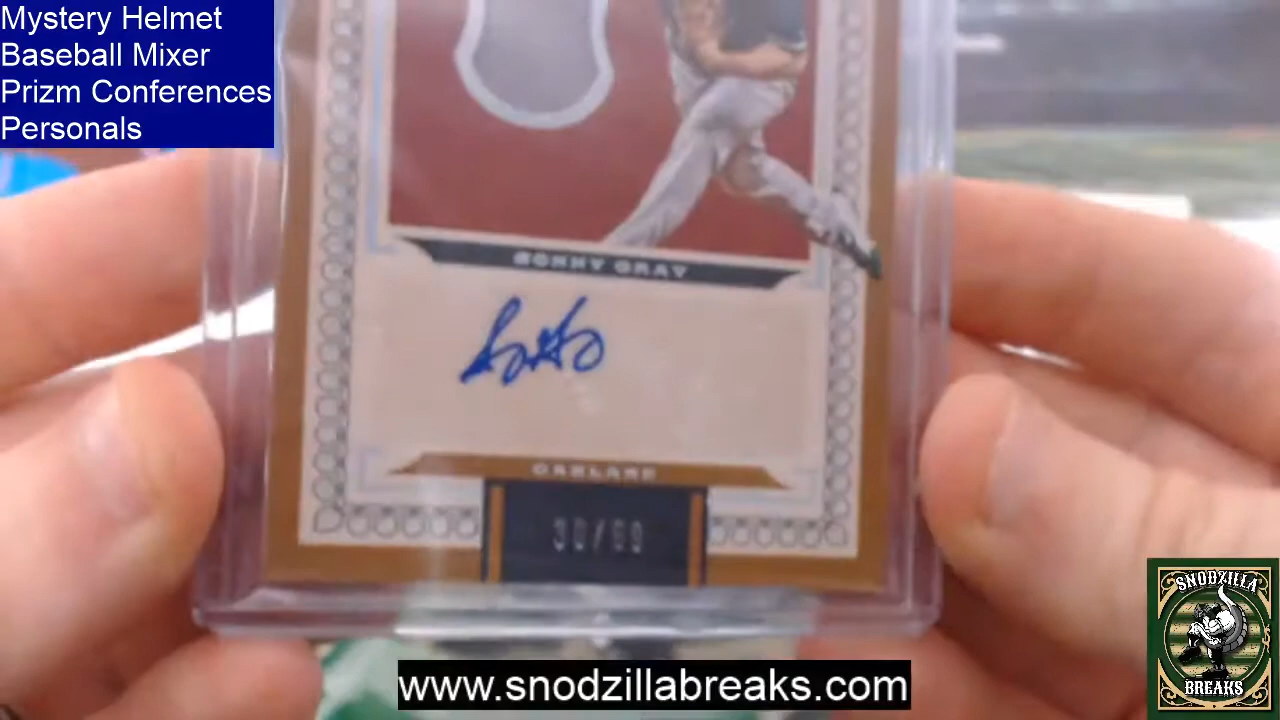 Mystery Helmet
Baseball Mixer
Prizm Conferences
Personals
SONNY GRAY
OAKLAND
SNODZILLA
BREAKS
www.snodzillabreaks.com